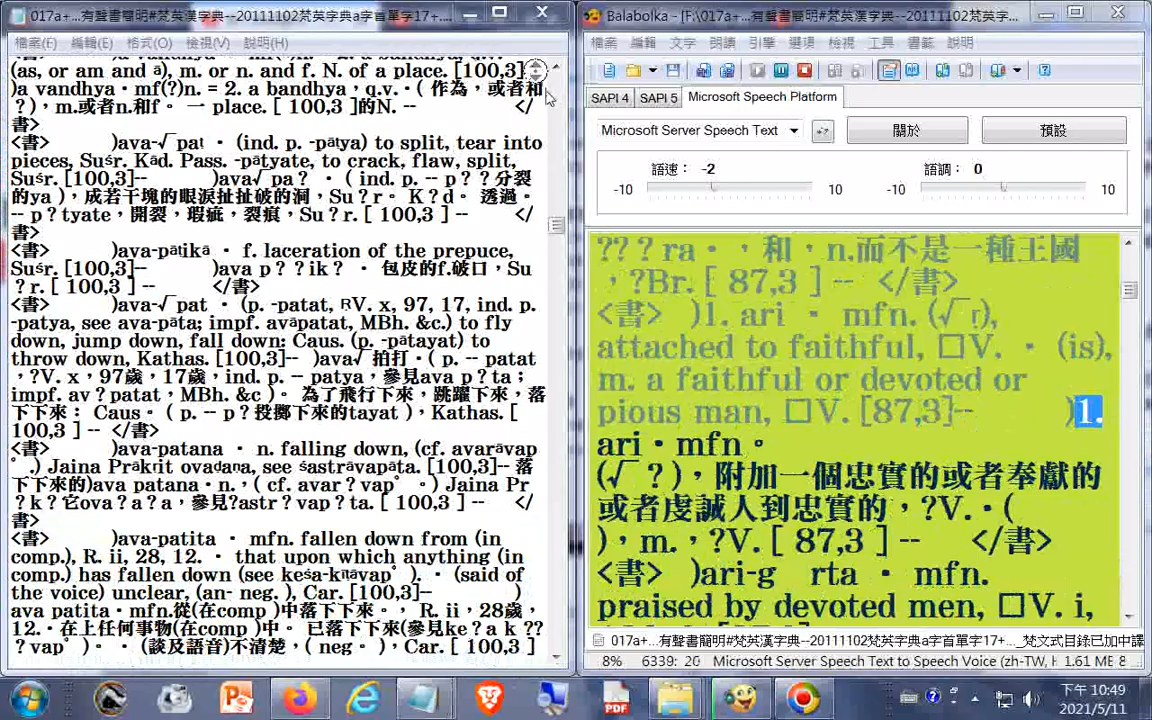 017a+...有聲書簡明#梵英漢字典--20111102梵英字典a字首單字17+...
檔案(F) 編輯(E) 格式(O) 檢視(V) 說明(H)
(as, or am and ā), m. or n. and f. N. of a place. [100,3]
)a vandhya・mf(?)n. = 2. a bandhya，q.v.・( 作為，或者和
?)，m.或者n.和f。 一 place. [ 100,3 ]的N. -- </
書>
<書> )ava-√paṭ ・ (ind. p. -pāṭya) to split, tear into
pieces, Suśr. Kād. Pass. -pāṭyate, to crack, flaw, split,
Suśr. [100,3]-- )ava√ pa? ・ ( ind. p. -- p ? ?分裂
的ya )，成若干塊的眼淚扯扯破的洞，Su ? r. K ? d。透過。
-- p ? tyate，開裂，瑕疵，裂痕，Su ? r. [ 100,3 ] -- </
書>
<書> )ava-pāṭikā ・ f. laceration of the prepuce,
Suśr. [100,3]-- )ava p ? ? ik ? ・ 包皮的f.破口，Su
? r. [ 100,3 ] -- </書>
<書> )ava-√pat ・ (p. -patat, RV. x, 97, 17, ind. p.
-patya, see ava-pāta; impf. avāpatat, MBh. &c.) to fly
down, jump down, fall down: Caus. (p. -pātayat) to
throw down, Kathas. [100,3]-- )ava√ 拍打・( p. -- patat
，?V. x，97歲，17歲，ind. p. -- patya，參見ava p ? ta；
impf. av ? patat，MBh. &c )。為了飛行下來，跳躍下來，落
下下來： Caus。( p. -- p ? 投擲下來的tayat )，Kathas. [
100,3 ] -- </書>
<書> )ava-patana ・ n. falling down, (cf. avarāvap
°.) Jaina Prākrit ovadaṇa, see śastrāvapāta. [100,3]-- 落
下下來的)ava patana・n.，( cf. avar ? vap° 。) Jaina Pr
? k ? 它ova ? a ? a，參見?astr ? vap ? ta. [ 100,3 ] -- </
書>
<書> )ava-patita ・ mfn. fallen down from (in
comp.), R. ii, 28, 12. ・ that upon which anything (in
comp.) has fallen down (see keśa-kīṭāvap° ). ・ (said of
the voice) unclear, (an- neg. ), Car. [100,3]-- )
ava patita・mfn.從(在comp )中落下下來。， R. ii，28歲，
12.・在上任何事物(在comp )中。 已落下下來(參見ke ? a k ??
? vap° )。・ (談及語音)不清楚，( neg。)，Car. [ 100,3 ]
Balabolka - [F:\017a+...有聲書簡明#梵英漢字典--20111102梵英字...
檔案 編輯 文字 朗讀 引擎 選項 檢視 工具 書籤 說明
SAPI 4 SAPI 5 Microsoft Speech Platform
Microsoft Server Speech Text 關於 預設
語速： -2 語調： 0
-10 10 -10 10
?? ? ra・，和，n.而不是一種王國
，?Br. [ 87,3 ] -- </書>
<書> )1. ari ・ mfn. (√ṛ),
attached to faithful, □V. ・ (is),
m. a faithful or devoted or
pious man, □V. [87,3]-- )1.
ari・mfn。
(√ ? )，附加一個忠實的或者奉獻的
或者虔誠人到忠實的，?V.・(
)，m.，?V. [ 87,3 ] -- </書>
<書> )ari-g rta ・ mfn.
praised by devoted men, □V. i,
017a+...有聲書簡明#梵英漢字典--20111102梵英字典a字首單字17+..._梵文式目錄已加中譯
8% 6339: 20 Microsoft Server Speech Text to Speech Voice (zh-TW, H 1.61 MB 8
下午 10:49
2021/5/11